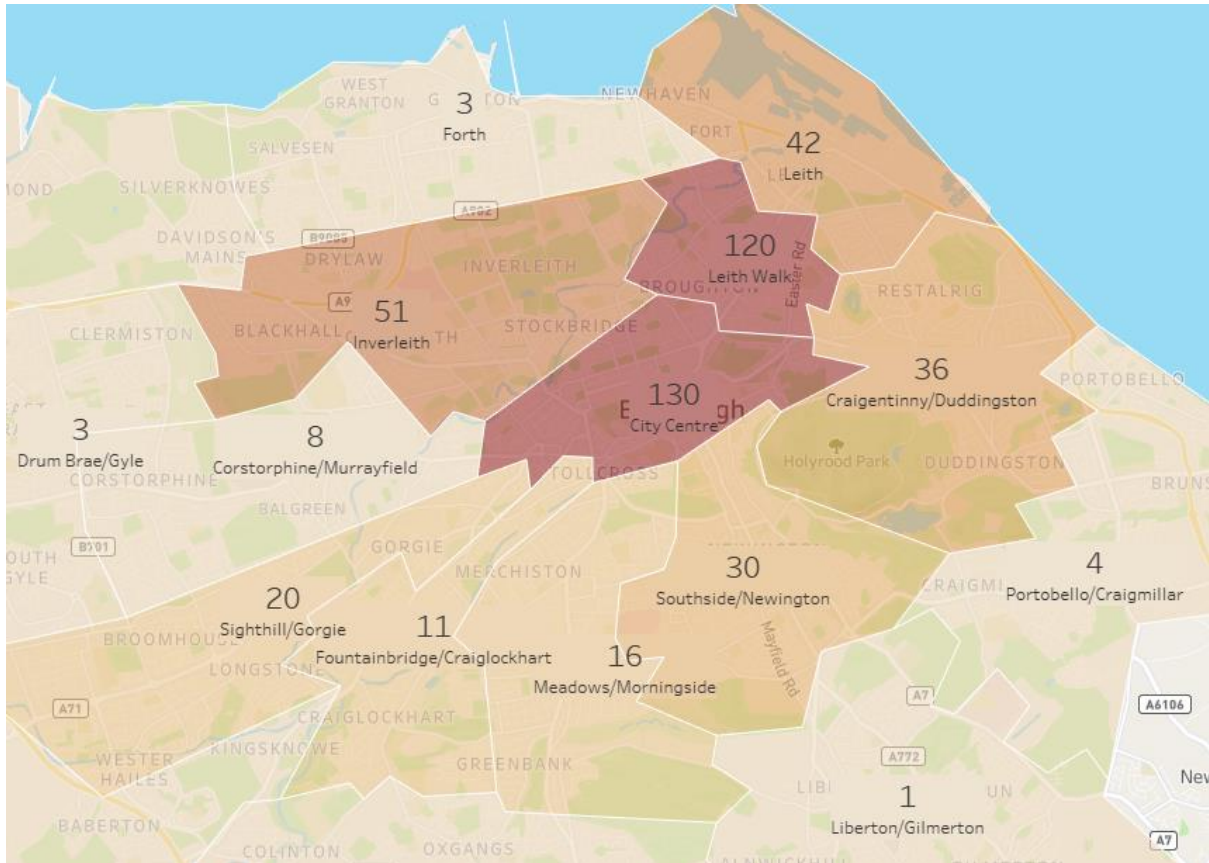 WEST
GRANTON
3
Forth
NEWHAVEN
FORT
42
Leith
SALVESEN
SILVERKNOWES
A902
DAVIDSON'S
MAINS
B9085
DRYLAW
INVERLEITH
120
Leith Walk
BROUGHTON
Easter Rd
RESTALRIG
CLERMISTON
BLACKHALL
51
Inverleith
STOCKBRIDGE
36
Craigentinny/Duddingston
PORTOBELLO
130
City Centre
3
Drum Brae/Gyle
8
Corstorphine/Murrayfield
CORSTORPHINE
TOLLCROSS
Holyrood Park
DUDDINGSTON
BALGREEN
B701
GORGIE
MERCHISTON
30
Southside/Newington
4
Portobello/Craigmillar
20
Sighthill/Gorgie
11
Fountainbridge/Craiglockhart
BROOMHOUSE
LONGSTONE
16
Meadows/Morningside
Mayfield Rd
A7
A71
A6106
CRAIGLOCKHART
KINGSKNOWE
WESTER
HAILES
GREENBANK
A772
1
Liberton/Gilmerton
BABERTON
COLINTON
OXGANGS
A7